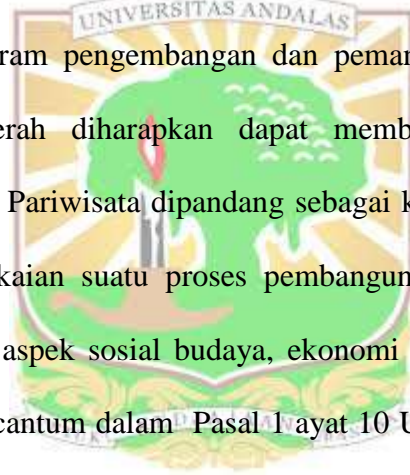 UNIVERSITAS ANDALAS
ram pengembangan dan peman
erah diharapkan dapat memb
Pariwisata dipandang sebagai k
kaian suatu proses pembangun
aspek sosial budaya, ekonomi
cantum dalam Pasal 1 ayat 10 U